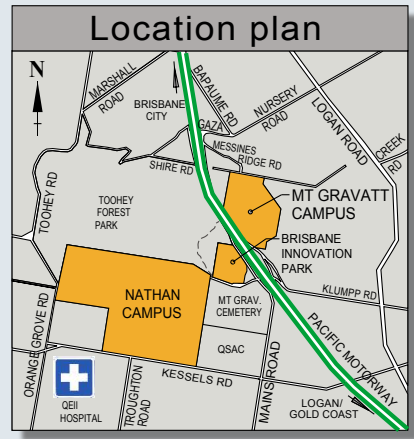 Location plan
N
MARSHALL
ROAD
BRISBANE
CITY
BAPAUME RD
GAZA
NURSERY
ROAD
LOGAN ROAD
CREEK
RD
MESSINES
RIDGE RD
SHIRE RD
TOOHEY RD
TOOHEY
FOREST
PARK
MT GRAVATT
CAMPUS
BRISBANE
INNOVATION
PARK
KLUMPP RD
NATHAN
CAMPUS
MT GRAV.
CEMETERY
QSAC
PACIFIC MOTORWAY
ORANGE GROVE RD
KESSELS RD
MAINS ROAD
TROUGHTON
ROAD
QEII
HOSPITAL
LOGAN/
GOLD COAST